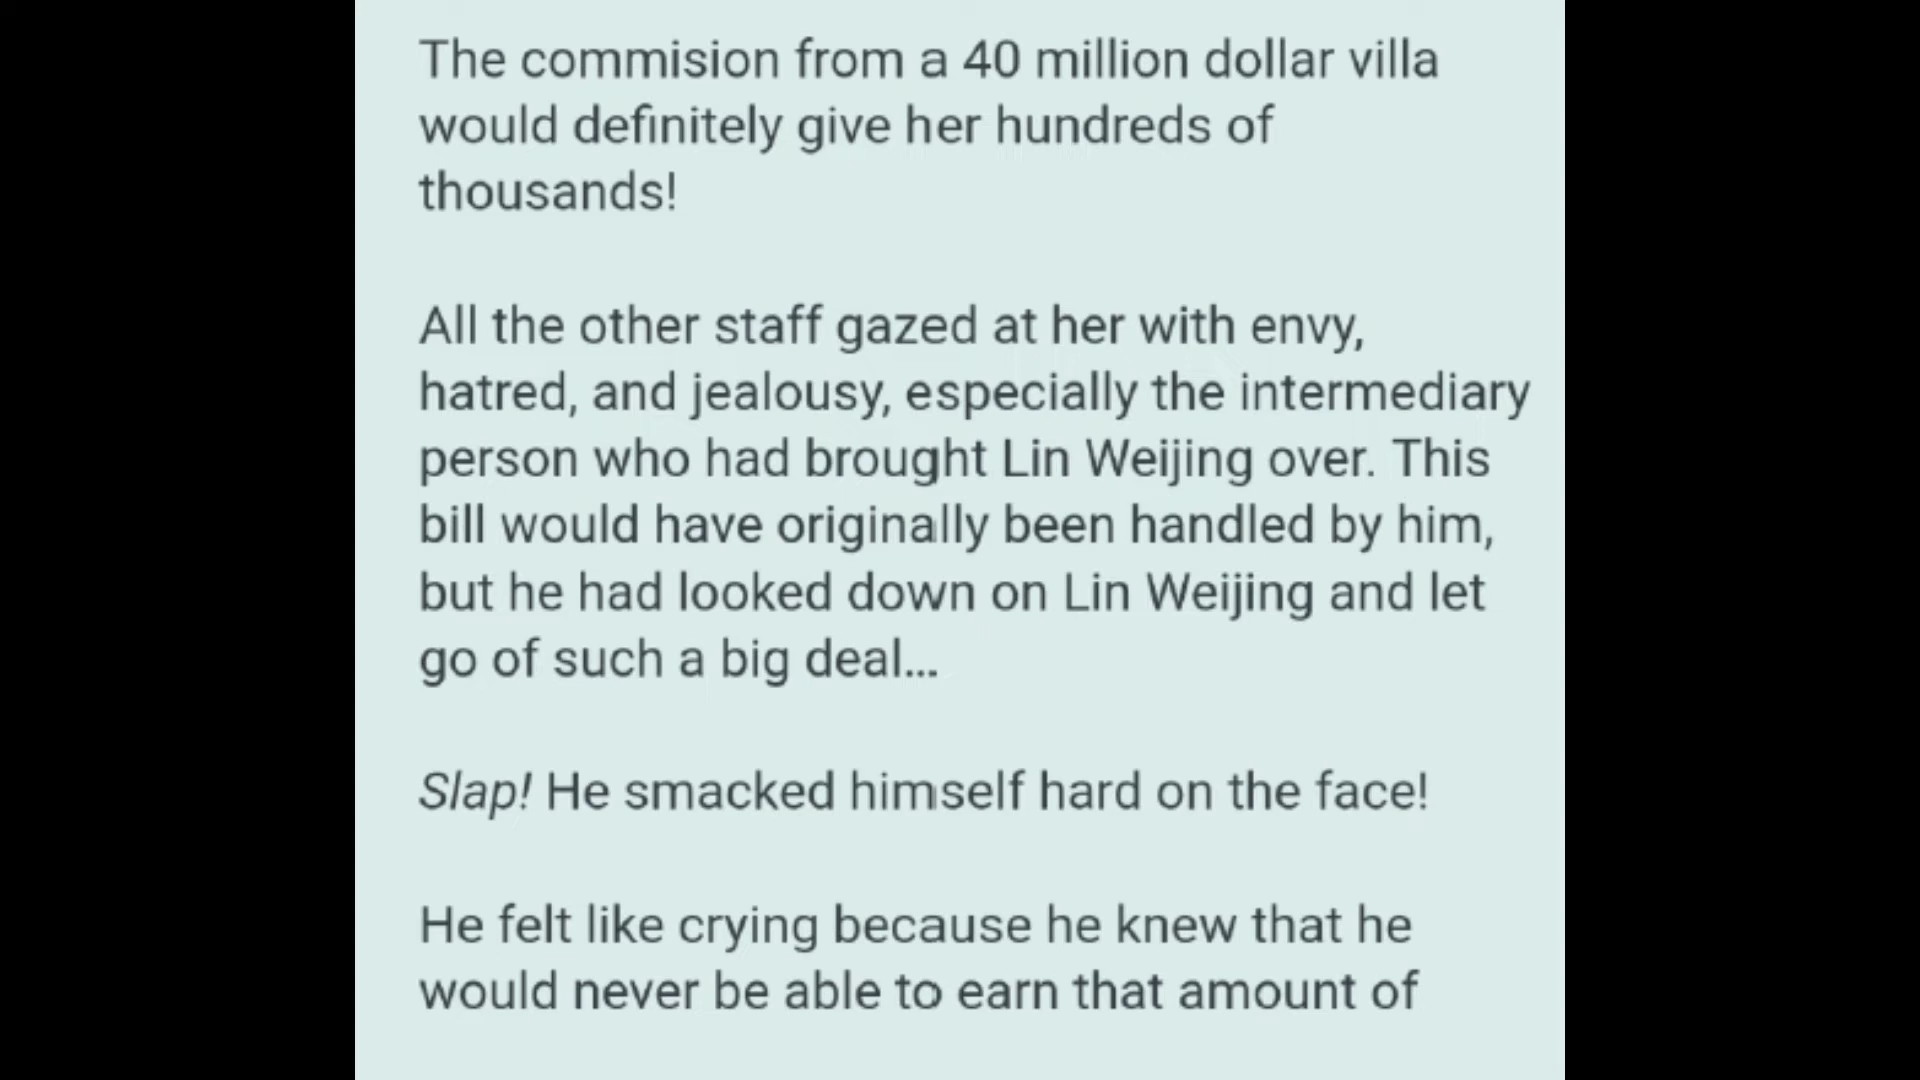 The commision from a 40 million dollar villa
would definitely give her hundreds of
thousands!
All the other staff gazed at her with envy,
hatred, and jealousy, especially the intermediary
person who had brought Lin Weijing over. This
bill would have originally been handled by him,
but he had looked down on Lin Weijing and let
go of such a big deal...
Slap! He smacked himself hard on the face!
He felt like crying because he knew that he
would never be able to earn that amount of